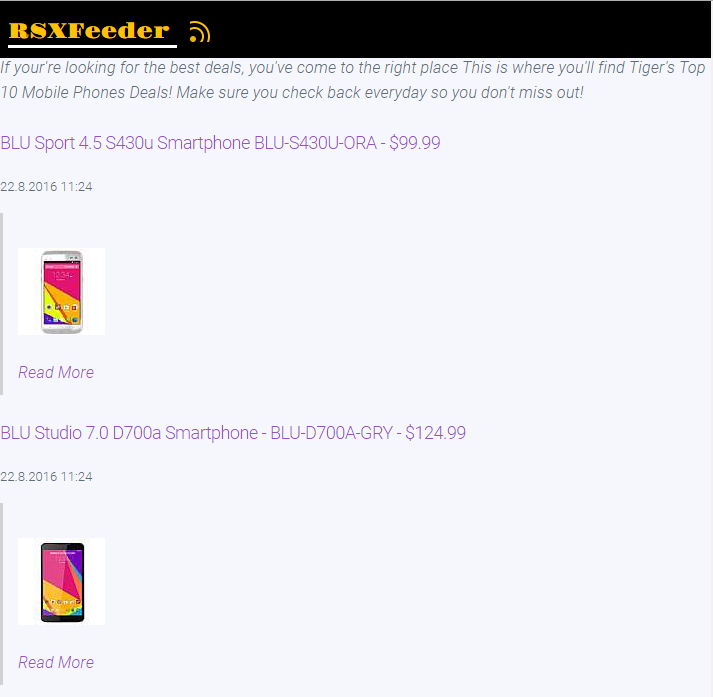 RSXFeeder
If your're looking for the best deals, you've come to the right place This is where you'll find Tiger's Top
10 Mobile Phones Deals! Make sure you check back everyday so you don't miss out!
BLU Sport 4.5 S430u Smartphone BLU-S430U-ORA - $99.99
22.8.2016 11:24
Read More
BLU Studio 7.0 D700a Smartphone - BLU-D700A-GRY - $124.99
22.8.2016 11:24
Read More